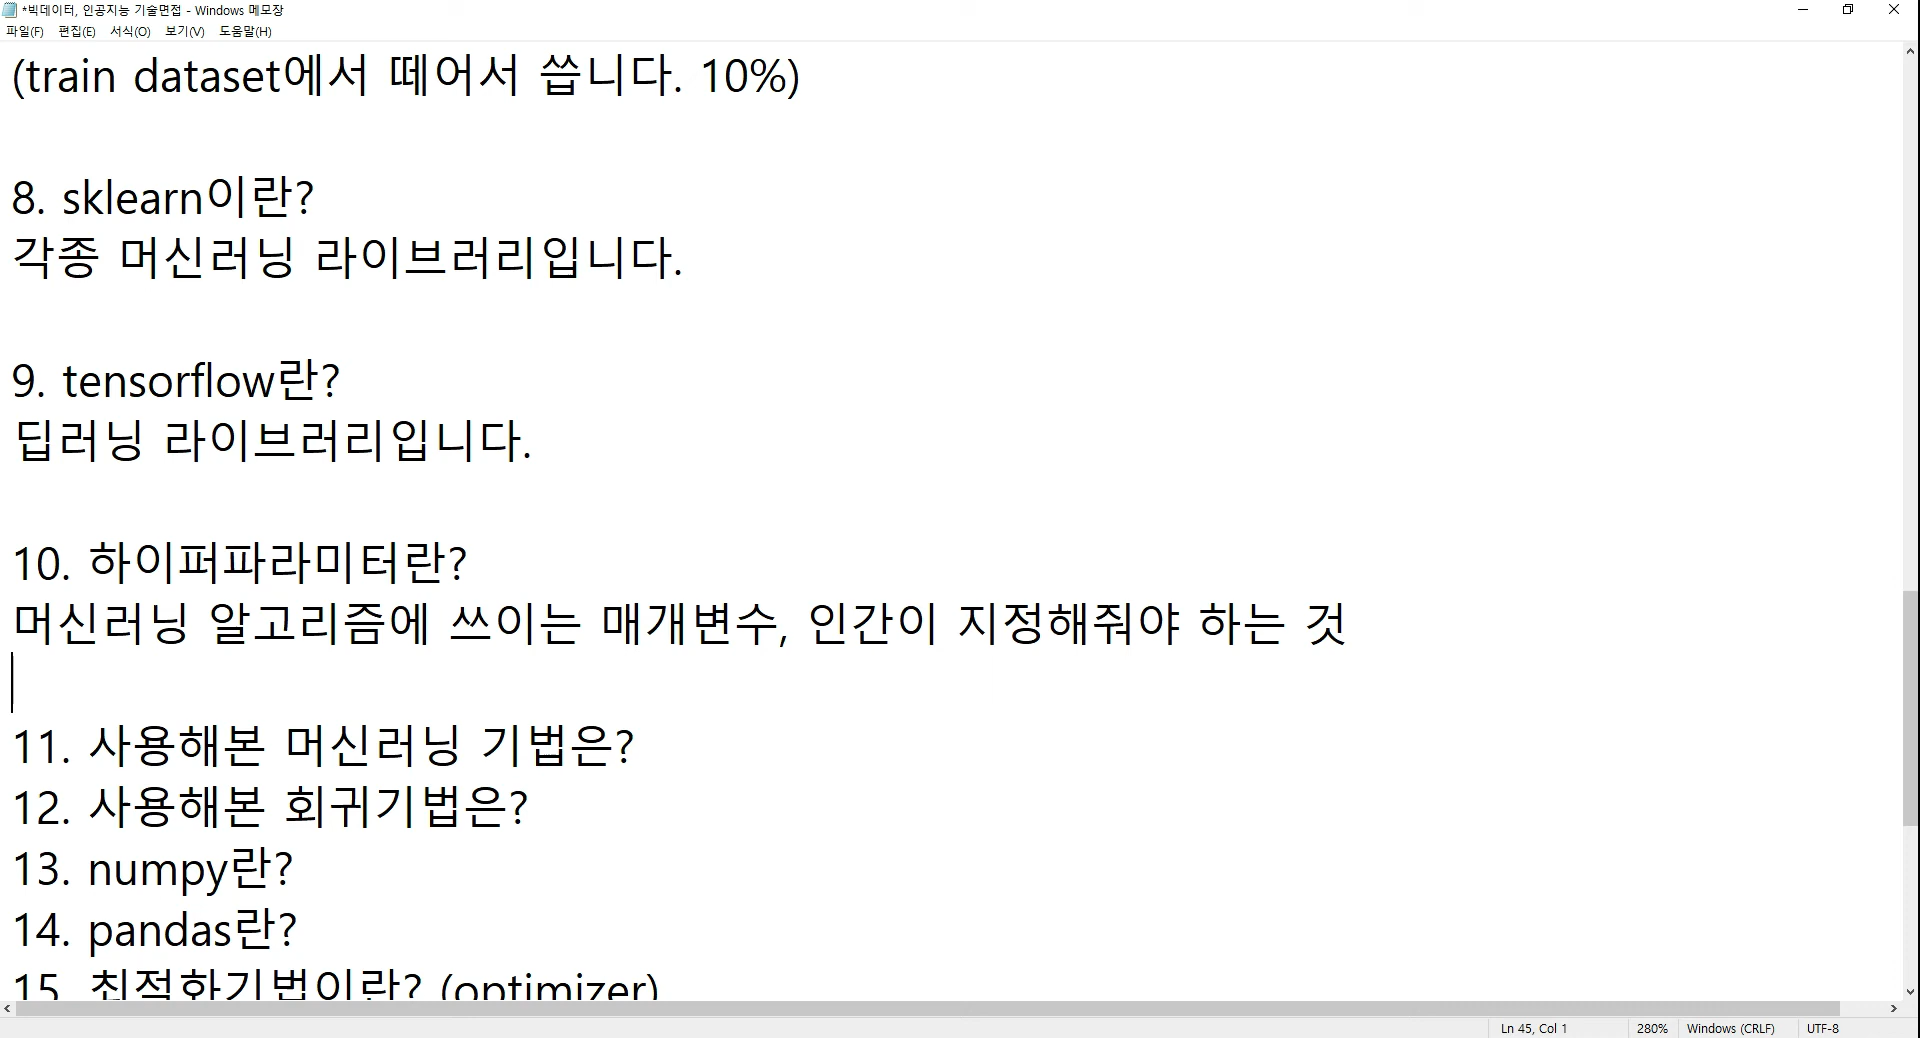 *빅데이터, 인공지능 기술면접 - Windows 메모장
파일(F) 편집(E) 서식(O) 보기(V) 도움말(H)
(train dataset에서 떼어서 씁니다. 10%)
8. sklearn이란?
각종 머신러닝 라이브러리입니다.
9. tensorflow란?
딥러닝 라이브러리입니다.
10. 하이퍼파라미터란?
머신러닝 알고리즘에 쓰이는 매개변수, 인간이 지정해줘야 하는 것
11. 사용해본 머신러닝 기법은?
12. 사용해본 회귀기법은?
13. numpy란?
14. pandas란?
15. 최적화기법이란? (optimizer)
Ln 45, Col 1 280% Windows (CRLF) UTF-8